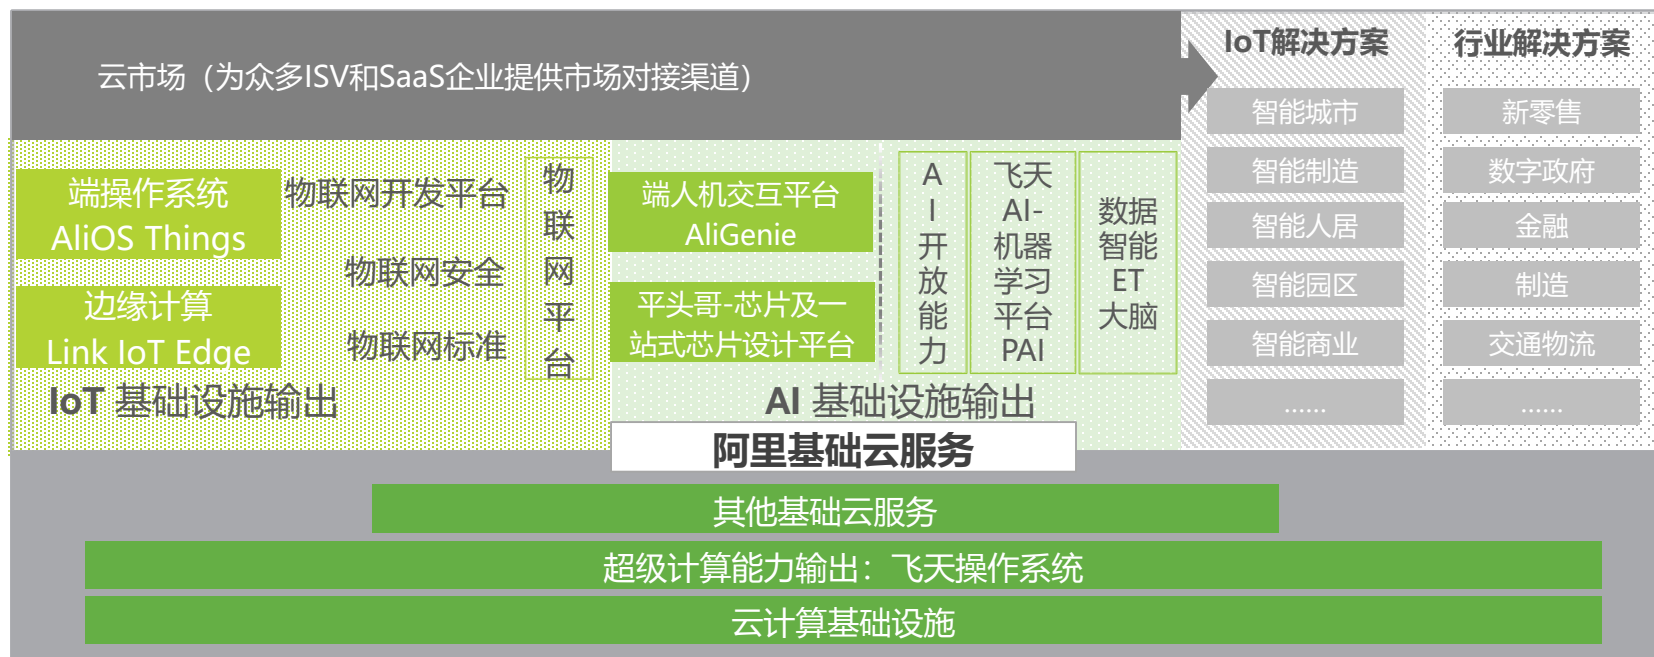 云市场（为众多ISV和SaaS企业提供市场对接渠道）
IoT解决方案
智能城市
智能制造
智能人居
智能园区
智能商业
......
行业解决方案
新零售
数字政府
金融
制造
交通物流
......
端操作系统
AliOS Things
边缘计算
Link IoT Edge
物联网开发平台
物联网安全
物联网标准
物联网平台
IoT 基础设施输出
端人机交互平台
AliGenie
平头哥-芯片及一
站式芯片设计平台
AI开放能力
飞天
AI-
机器
学习
平台
PAI
数据
智能
ET
大脑
AI 基础设施输出
阿里基础云服务
其他基础云服务
超级计算能力输出：飞天操作系统
云计算基础设施